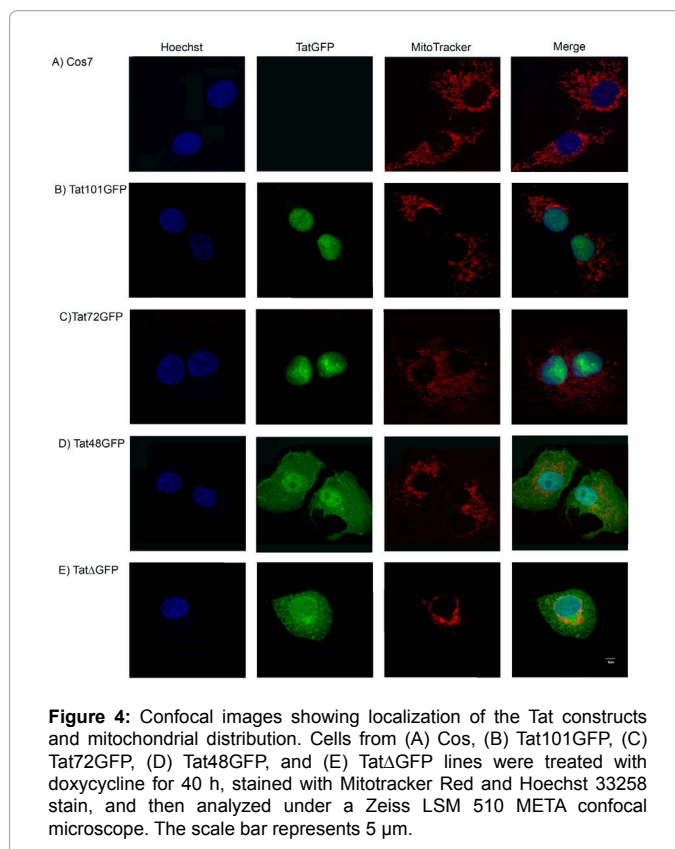 Hoechst TatGFP MitoTracker Merge
A) Cos7
B) Tat101GFP
C)Tat72GFP
D) Tat48GFP
E) TatΔGFP
Figure 4: Confocal images showing localization of the Tat constructs
and mitochondrial distribution. Cells from (A) Cos, (B) Tat101GFP, (C)
Tat72GFP, (D) Tat48GFP, and (E) TatΔGFP lines were treated with
doxycycline for 40 h, stained with Mitotracker Red and Hoechst 33258
stain, and then analyzed under a Zeiss LSM 510 META confocal
microscope. The scale bar represents 5 μm.